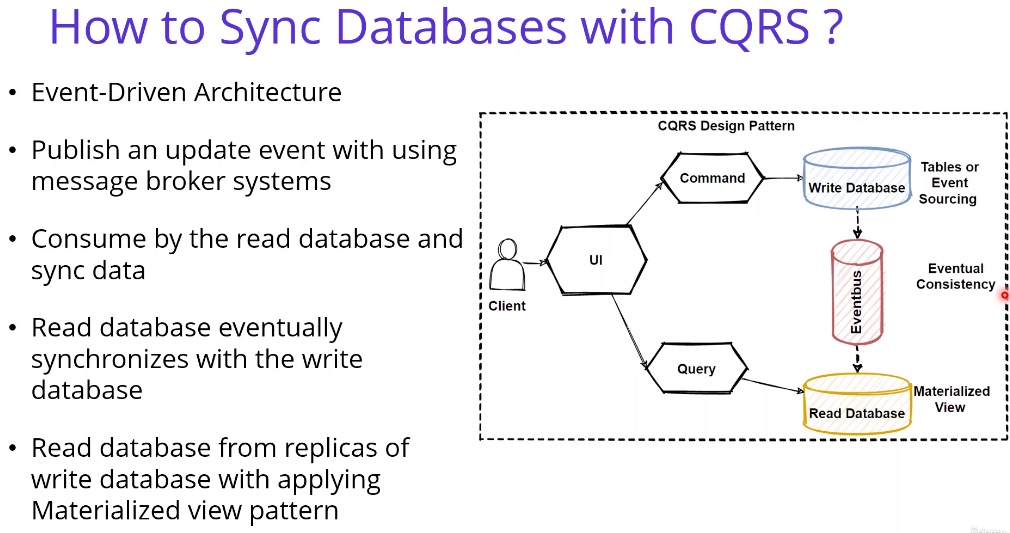 How to Sync Databases with CQRS ?
• Event-Driven Architecture
• Publish an update event with using
message broker systems
• Consume by the read database and
sync data
• Read database eventually
synchronizes with the write
database
• Read database from replicas of
write database with applying
Materialized view pattern
CQRS Design Pattern
Command
Write Database
Tables or
Event
Sourcing
UI
Client
Eventbus
Eventual
Consistency
Query
Read Database
Materialized
View